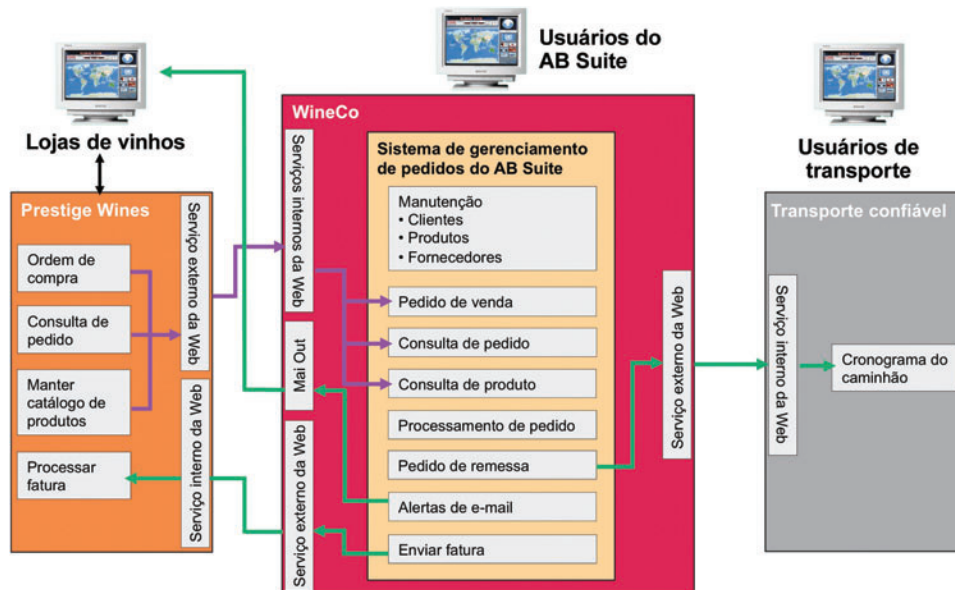 Usuários do
AB Suite
Lojas de vinhos
Usuários de
transporte
WineCo
Sistema de gerenciamento
de pedidos do AB Suite
Manutenção
• Clientes
• Produtos
• Fornecedores
Pedido de venda
Consulta de pedido
Consulta de produto
Processamento de pedido
Pedido de remessa
Alertas de e-mail
Enviar fatura
Serviços internos da Web
Mai Out
Serviço externo da Web
Serviço externo da Web
Prestige Wines
Ordem de
compra
Consulta de
pedido
Manter
catálogo de
produtos
Processar
fatura
Serviço externo da Web
Serviço interno da Web
Transporte confiável
Serviço interno da Web
Cronograma do
caminhão